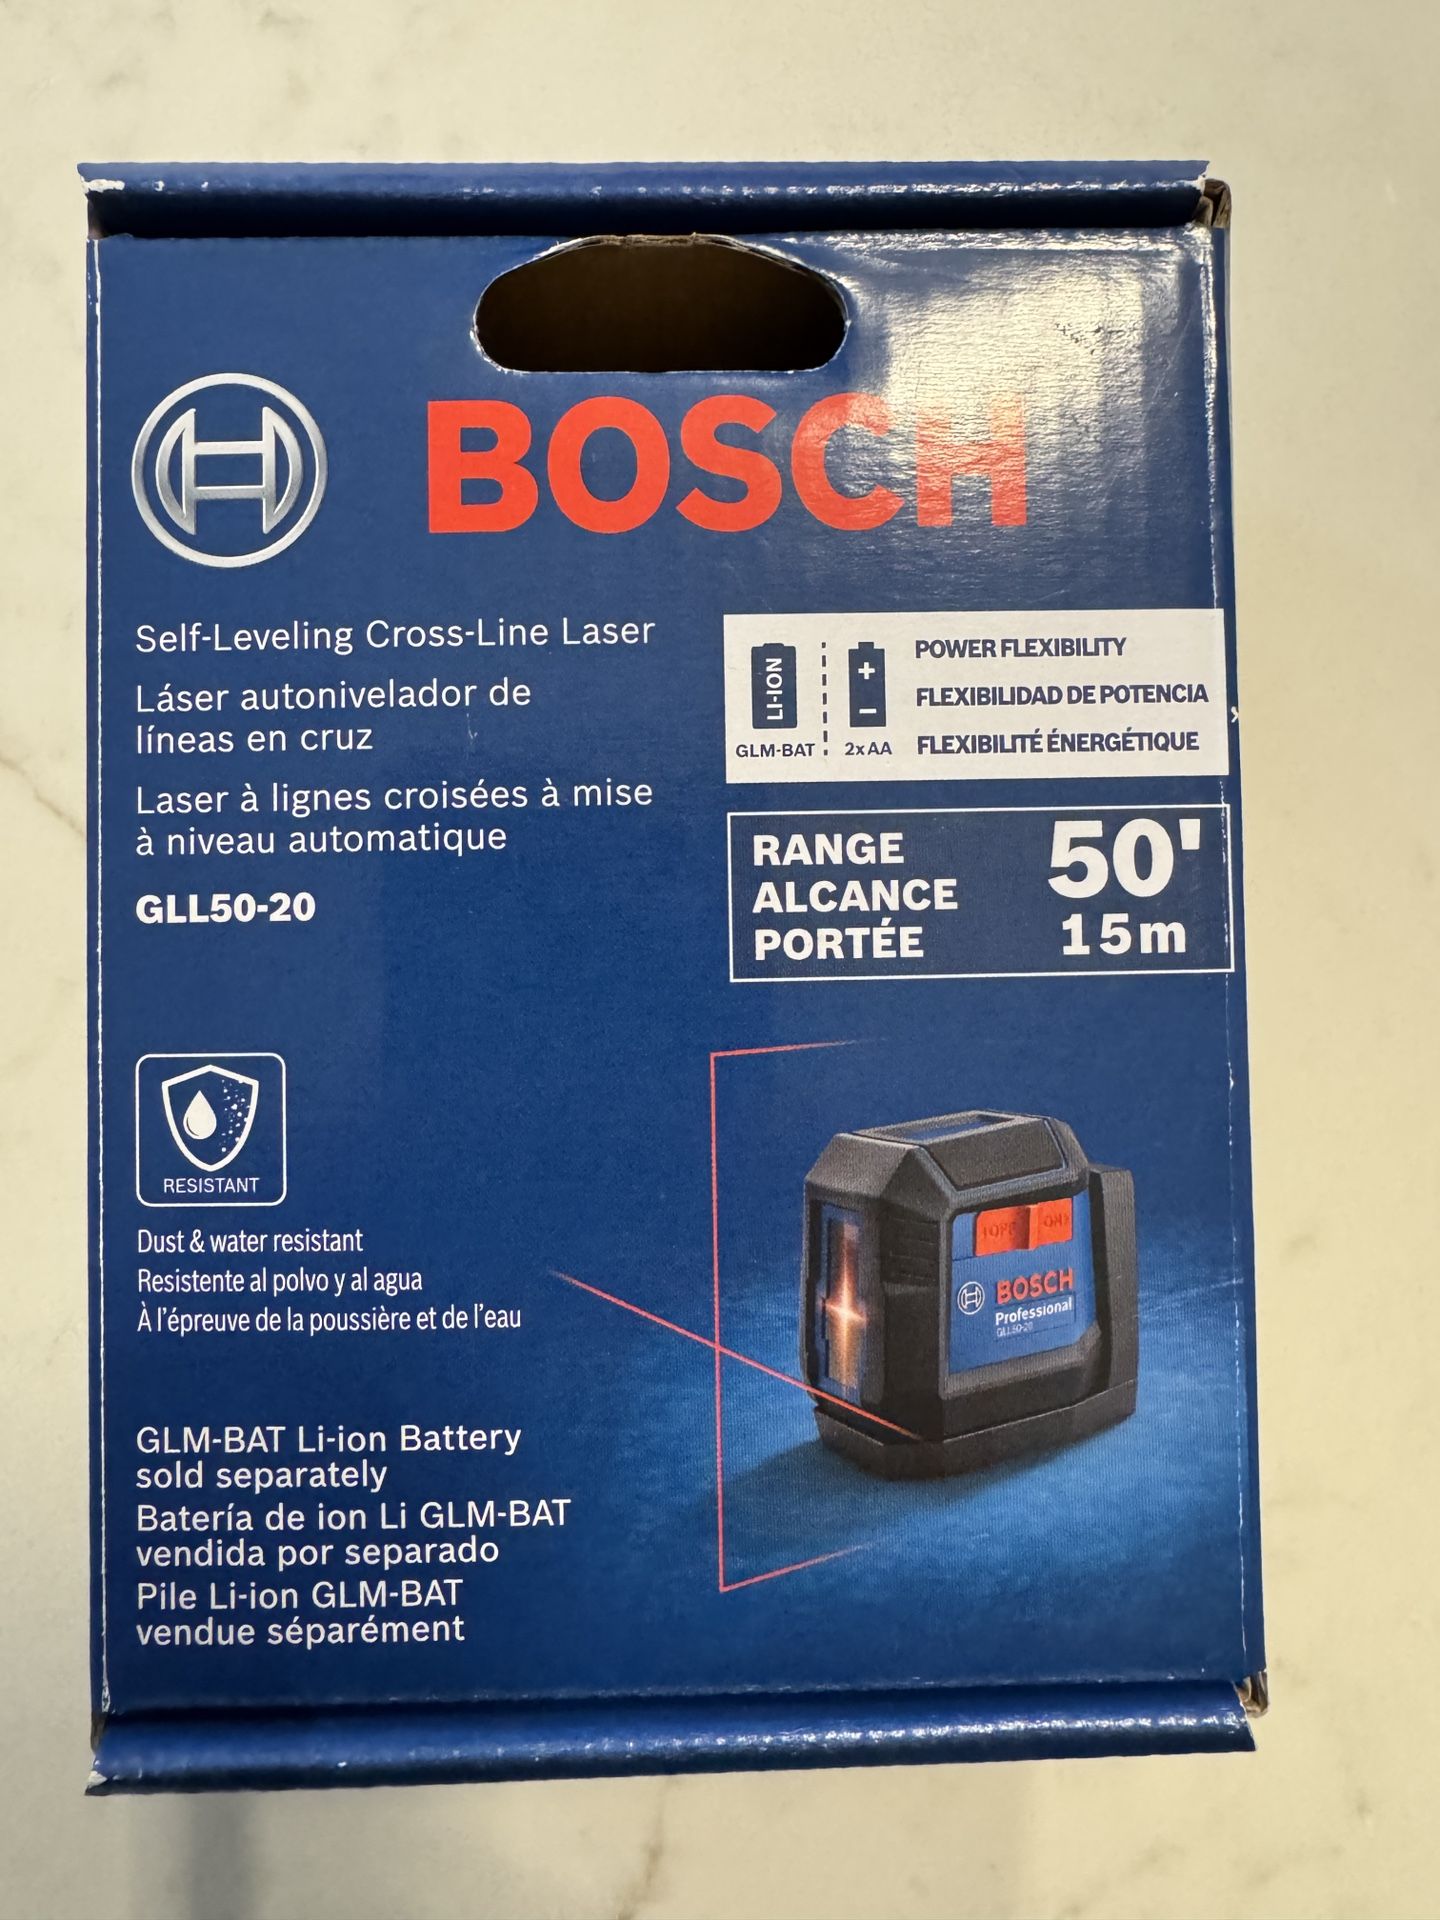 BOSCH
Self-Leveling Cross-Line Laser
Láser autonivelador de
líneas en cruz
Laser à lignes croisées à mise
à niveau automatique
GLL50-20
LI-ION
GLM-BAT
+
−
2xAA
POWER FLEXIBILITY
FLEXIBILIDAD DE POTENCIA
FLEXIBILITÉ ÉNERGÉTIQUE
RANGE
ALCANCE
PORTÉE
50'
15m
RESISTANT
Dust & water resistant
Resistente al polvo y al agua
À l'épreuve de la poussière et de l'eau
BOSCH
Professional
GLL50-20
GLM-BAT Li-ion Battery
sold separately
Batería de ion Li GLM-BAT
vendida por separado
Pile Li-ion GLM-BAT
vendue séparément